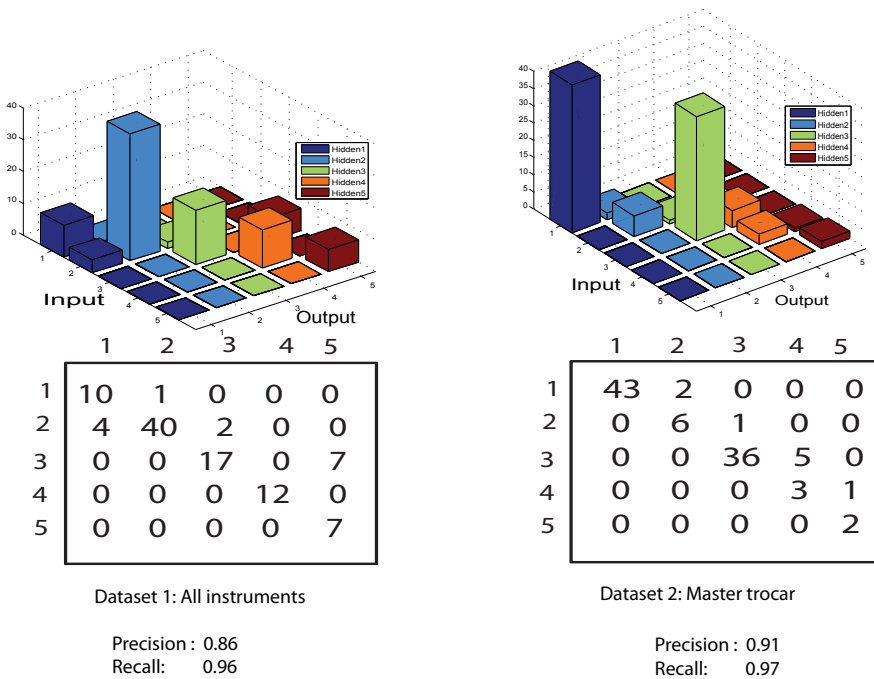 40
30
20
10
0
1
2
3
4
5
1
2
3
4
5
Input
Output
Hidden1
Hidden2
Hidden3
Hidden4
Hidden5
1 2 3 4 5
1 10 1 0 0 0
2 4 40 2 0 0
3 0 0 17 0 7
4 0 0 0 12 0
5 0 0 0 0 7
Dataset 1: All instruments
Precision : 0.86
Recall: 0.96
40
35
30
25
20
15
10
5
0
1
4
5
1
2
3
4
5
Input
Output
Hidden1
Hidden2
Hidden3
Hidden4
Hidden5
1 2 3 4 5
1 43 2 0 0 0
2 0 6 1 0 0
3 0 0 36 5 0
4 0 0 0 3 1
5 0 0 0 0 2
Dataset 2: Master trocar
Precision : 0.91
Recall: 0.97